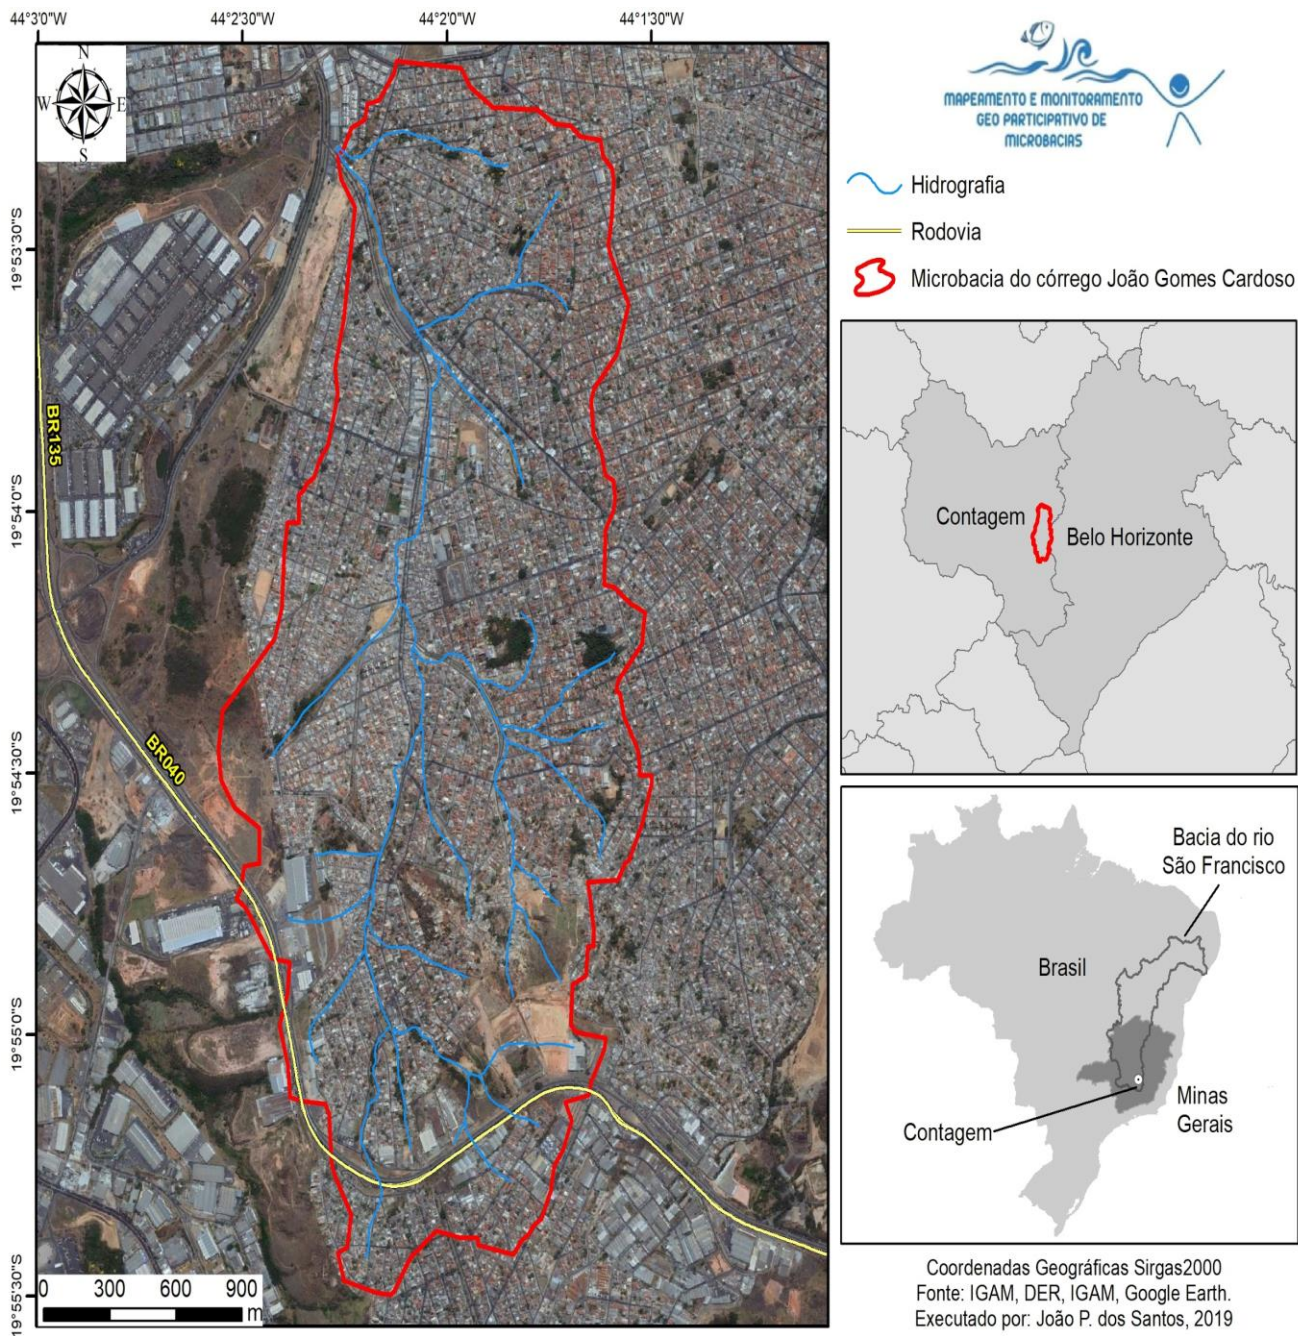 44°3'0"W
44°2'30"W
44°2'0"W
44°1'30"W
N
W
E
S
19°53'30"S
19°54'0"S
19°54'30"S
19°55'0"S
19°55'30"S
BR135
BR040
0 300 600 900
m
MAPEAMENTO E MONITORAMENTO
GEO PARTICIPATIVO DE
MICROBACIAS
Hidrografia
Rodovia
Microbacia do córrego João Gomes Cardoso
Contagem
Belo Horizonte
Bacia do rio
São Francisco
Brasil
Minas
Gerais
Contagem
Coordenadas Geográficas Sirgas2000
Fonte: IGAM, DER, IGAM, Google Earth.
Executado por: João P. dos Santos, 2019